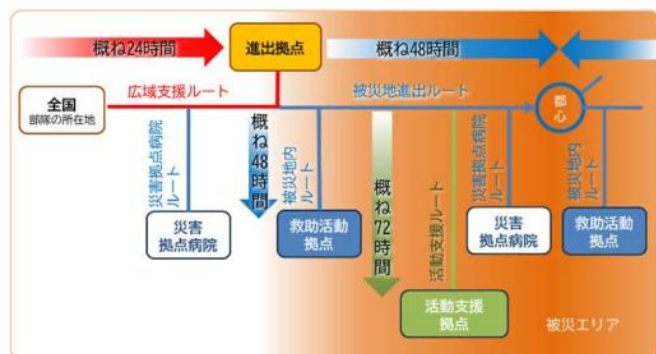 概ね24時間
進出拠点
概ね48時間
広域支援ルート
被災地進出ルート
全国
部隊の所在地
都心
災害拠点病院
ルート
概ね48時間
被災地内
ルート
概ね72時間
活動支援ルート
災害拠点病院
ルート
被災地内
ルート
災害
拠点病院
救助活動
拠点
災害
拠点病院
救助活動
拠点
活動支援
拠点
被災エリア